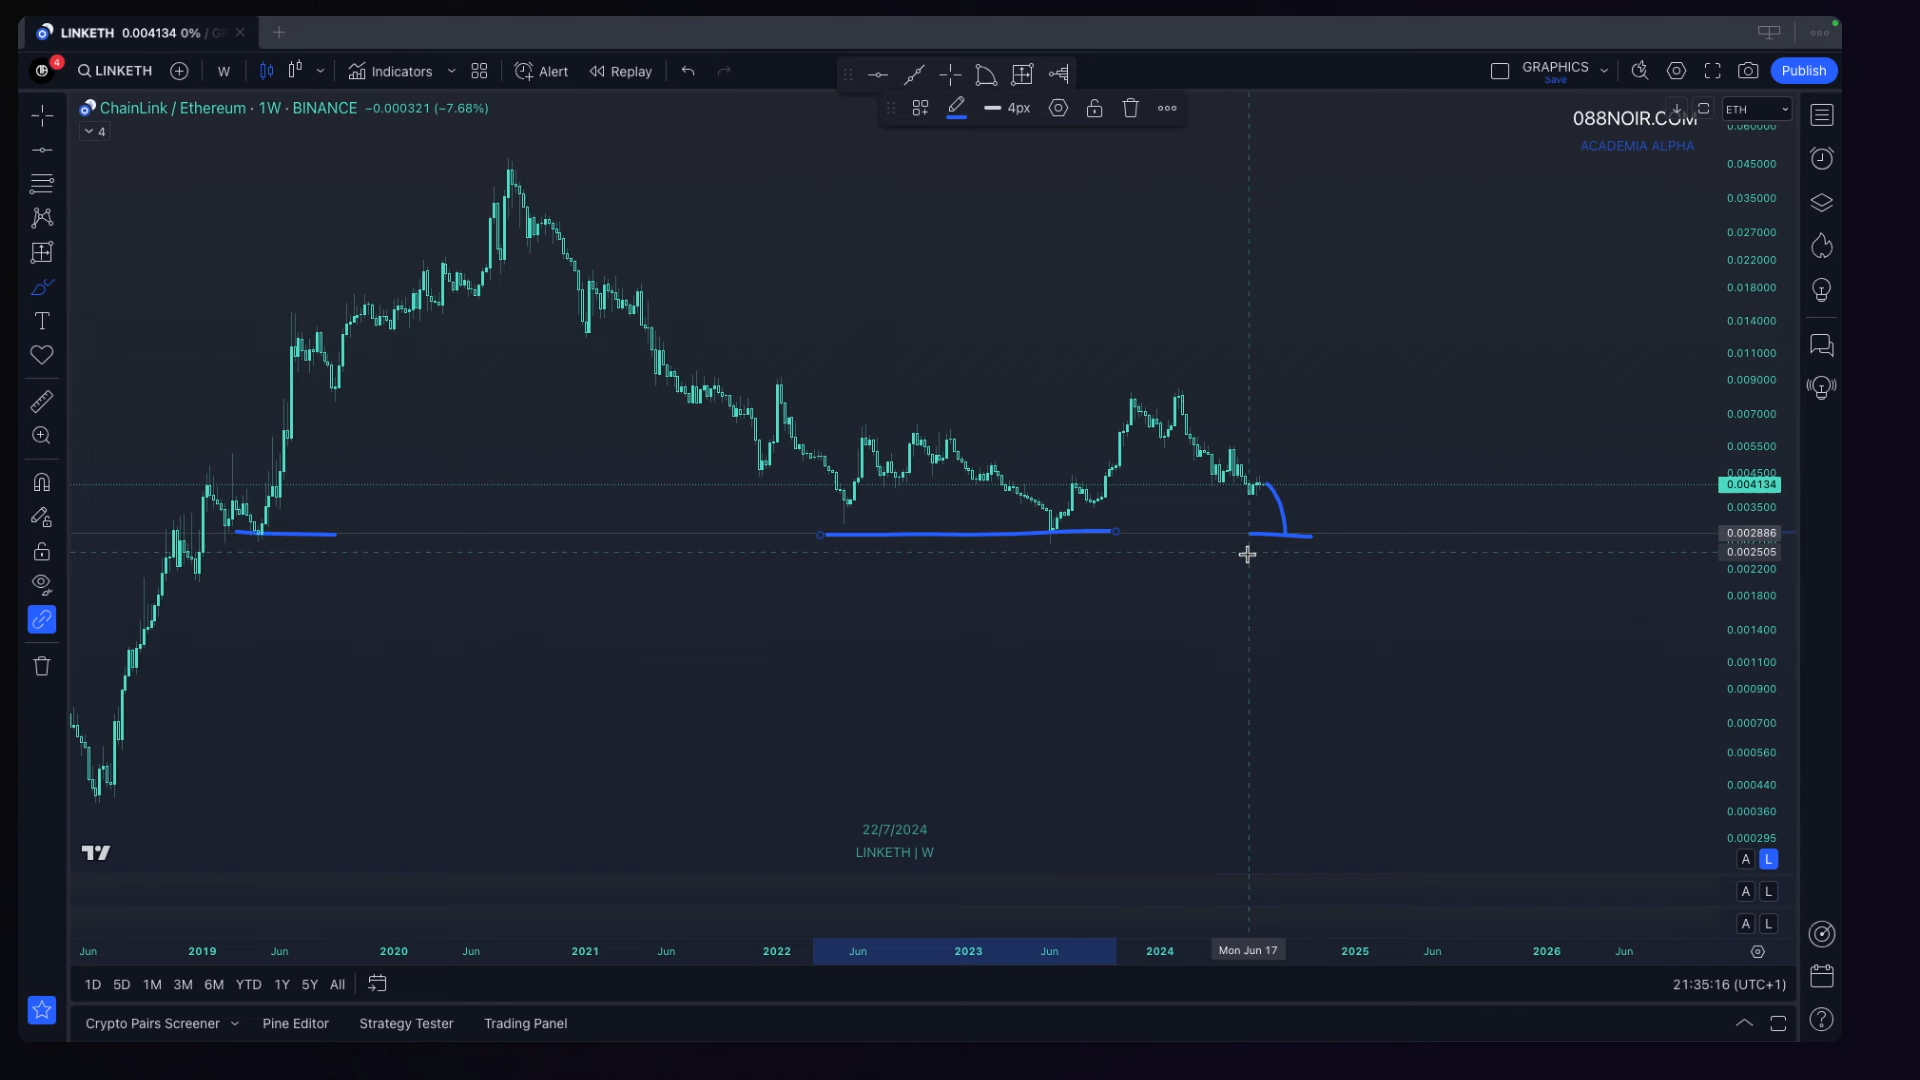 LINKETH 0.004134 0% /
4
LINKETH W Indicators Alert Replay GRAPHICS Save Publish
4px
ChainLink / Ethereum · 1W · BINANCE −0.000321 (−7.68%)
4
088NOIR.COM
ACADEMIA ALPHA
ETH
0.060000
0.045000
0.035000
0.027000
0.022000
0.018000
0.014000
0.011000
0.009000
0.007000
0.005500
0.004500
0.004134
0.003500
0.002886
0.002505
0.002200
0.001800
0.001400
0.001100
0.000900
0.000700
0.000560
0.000440
0.000360
0.000295
22/7/2024
LINKETH | W
A L
A L
A L
Jun 2019 Jun 2020 Jun 2021 Jun 2022 Jun 2023 Jun 2024 Mon Jun 17 2025 Jun 2026 Jun
1D 5D 1M 3M 6M YTD 1Y 5Y All 21:35:16 (UTC+1)
Crypto Pairs Screener Pine Editor Strategy Tester Trading Panel